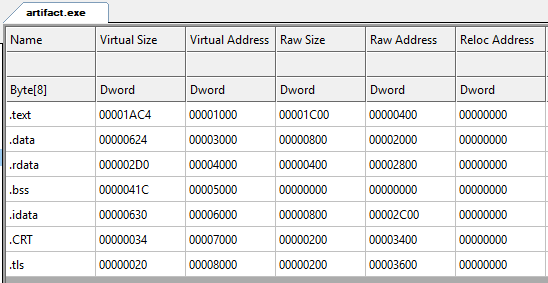 artifact.exe
Name Virtual Size Virtual Address Raw Size Raw Address Reloc Address
Byte[8] Dword Dword Dword Dword Dword
.text 00001AC4 00001000 00001C00 00000400 00000000
.data 00000624 00003000 00000800 00002000 00000000
.rdata 000002D0 00004000 00000400 00002800 00000000
.bss 0000041C 00005000 00000000 00000000 00000000
.idata 00000630 00006000 00000800 00002C00 00000000
.CRT 00000034 00007000 00000200 00003400 00000000
.tls 00000020 00008000 00000200 00003600 00000000